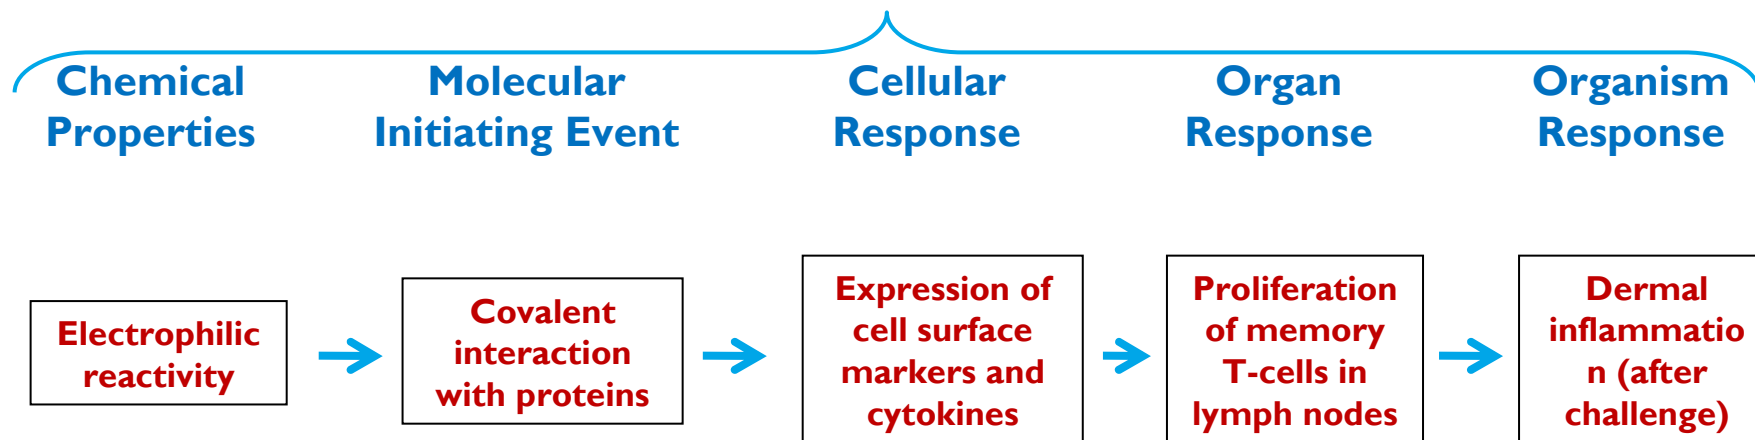 Chemical
Properties
Molecular
Initiating Event
Cellular
Response
Organ
Response
Organism
Response
Electrophilic
reactivity
Covalent
interaction
with proteins
Expression of
cell surface
markers and
cytokines
Proliferation
of memory
T-cells in
lymph nodes
Dermal
inflammatio
n (after
challenge)